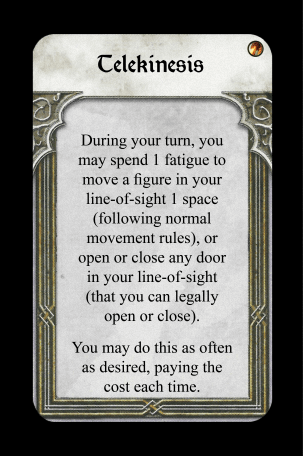 Telekinesis
During your turn, you
may spend 1 fatigue to
move a figure in your
line-of-sight 1 space
(following normal
movement rules), or
open or close any door
in your line-of-sight
(that you can legally
open or close).
You may do this as often
as desired, paying the
cost each time.